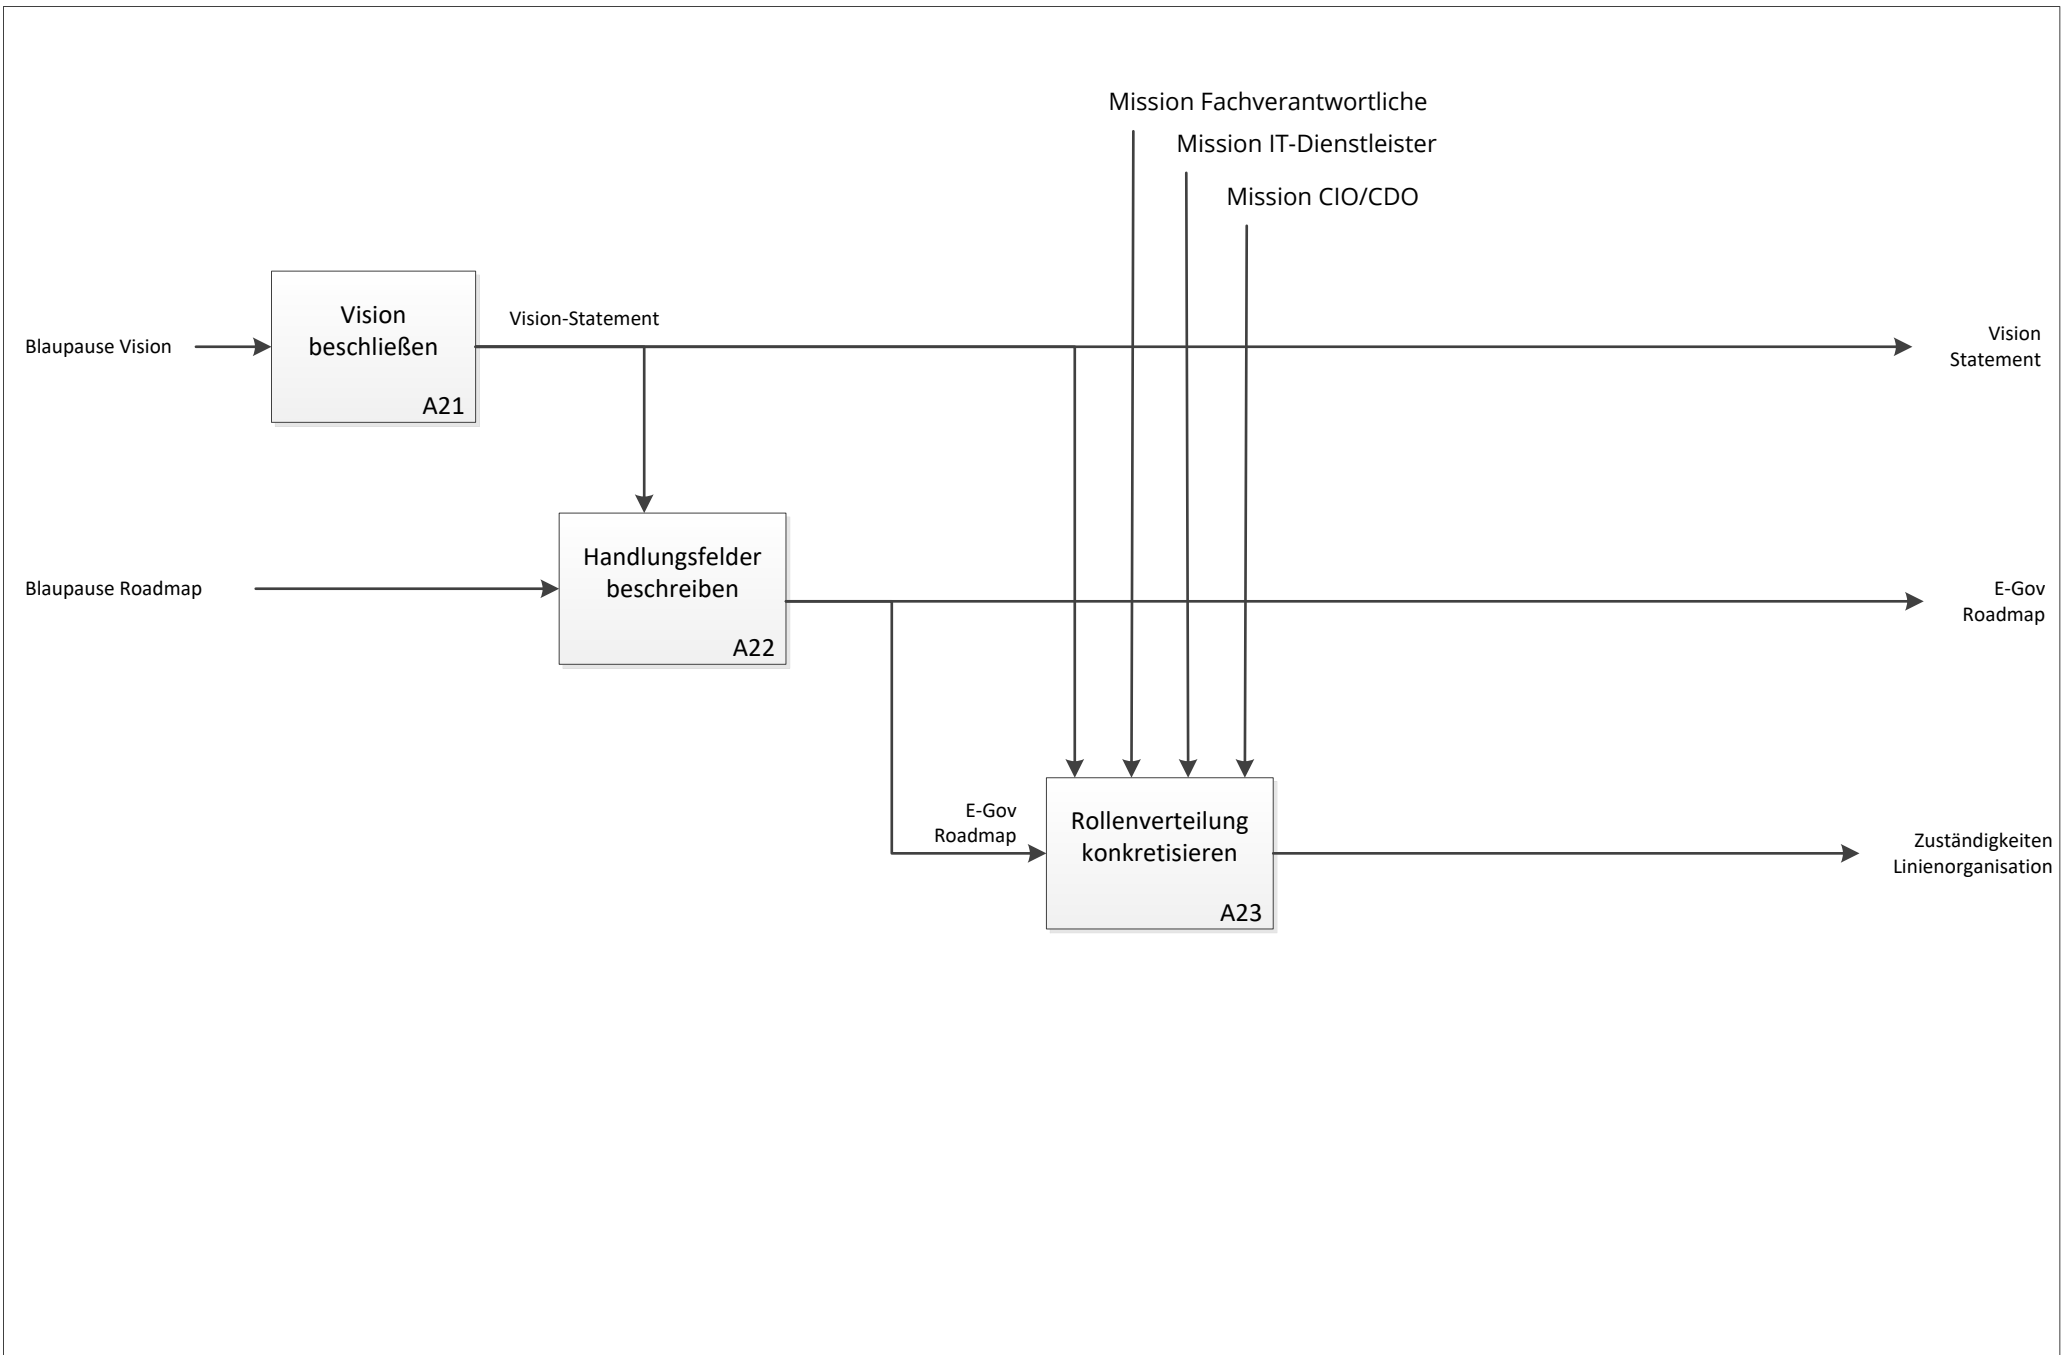 Mission Fachverantwortliche
Mission IT-Dienstleister
Mission CIO/CDO
Blaupause Vision
Vision
beschließen
A21
Vision-Statement
Vision
Statement
Blaupause Roadmap
Handlungsfelder
beschreiben
A22
E-Gov
Roadmap
E-Gov
Roadmap
Rollenverteilung
konkretisieren
A23
Zuständigkeiten
Linienorganisation